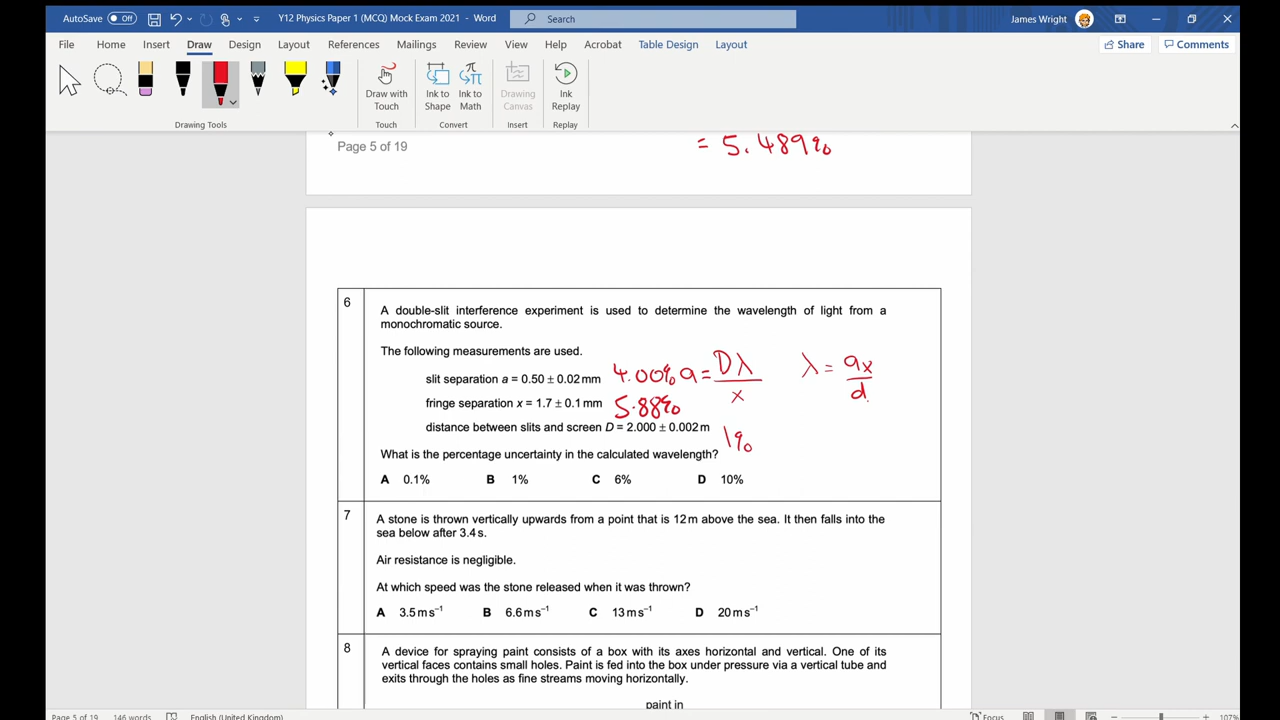 AutoSave Off Y12 Physics Paper 1 (MCQ) Mock Exam 2021 - Word Search James Wright
File Home Insert Draw Design Layout References Mailings Review View Help Acrobat Table Design Layout Share Comments
Draw with Touch Ink to Shape Ink to Math Drawing Canvas Ink Replay
Drawing Tools Touch Convert Insert Replay
= 5.489%
Page 5 of 19
6
A double-slit interference experiment is used to determine the wavelength of light from a
monochromatic source.
The following measurements are used.
slit separation a = 0.50 ± 0.02 mm 4.00% a = Dλ/x λ = ax/d
fringe separation x = 1.7 ± 0.1 mm 5.88%
distance between slits and screen D = 2.000 ± 0.002 m 1%
What is the percentage uncertainty in the calculated wavelength?
A 0.1% B 1% C 6% D 10%
7
A stone is thrown vertically upwards from a point that is 12 m above the sea. It then falls into the
sea below after 3.4 s.
Air resistance is negligible.
At which speed was the stone released when it was thrown?
A 3.5 m s⁻¹ B 6.6 m s⁻¹ C 13 m s⁻¹ D 20 m s⁻¹
8
A device for spraying paint consists of a box with its axes horizontal and vertical. One of its
vertical faces contains small holes. Paint is fed into the box under pressure via a vertical tube and
exits through the holes as fine streams moving horizontally.
paint in
Page 5 of 19 146 words English (United Kingdom) Focus 107%